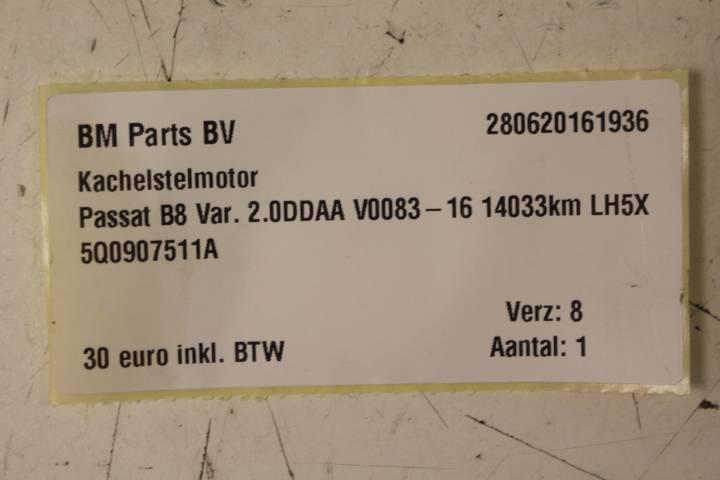 BM Parts BV 280620161936
Kachelstelmotor
Passat B8 Var. 2.0DDAA V0083-16 14033km LH5X
5Q0907511A
Verz: 8
30 euro inkl. BTW Aantal: 1